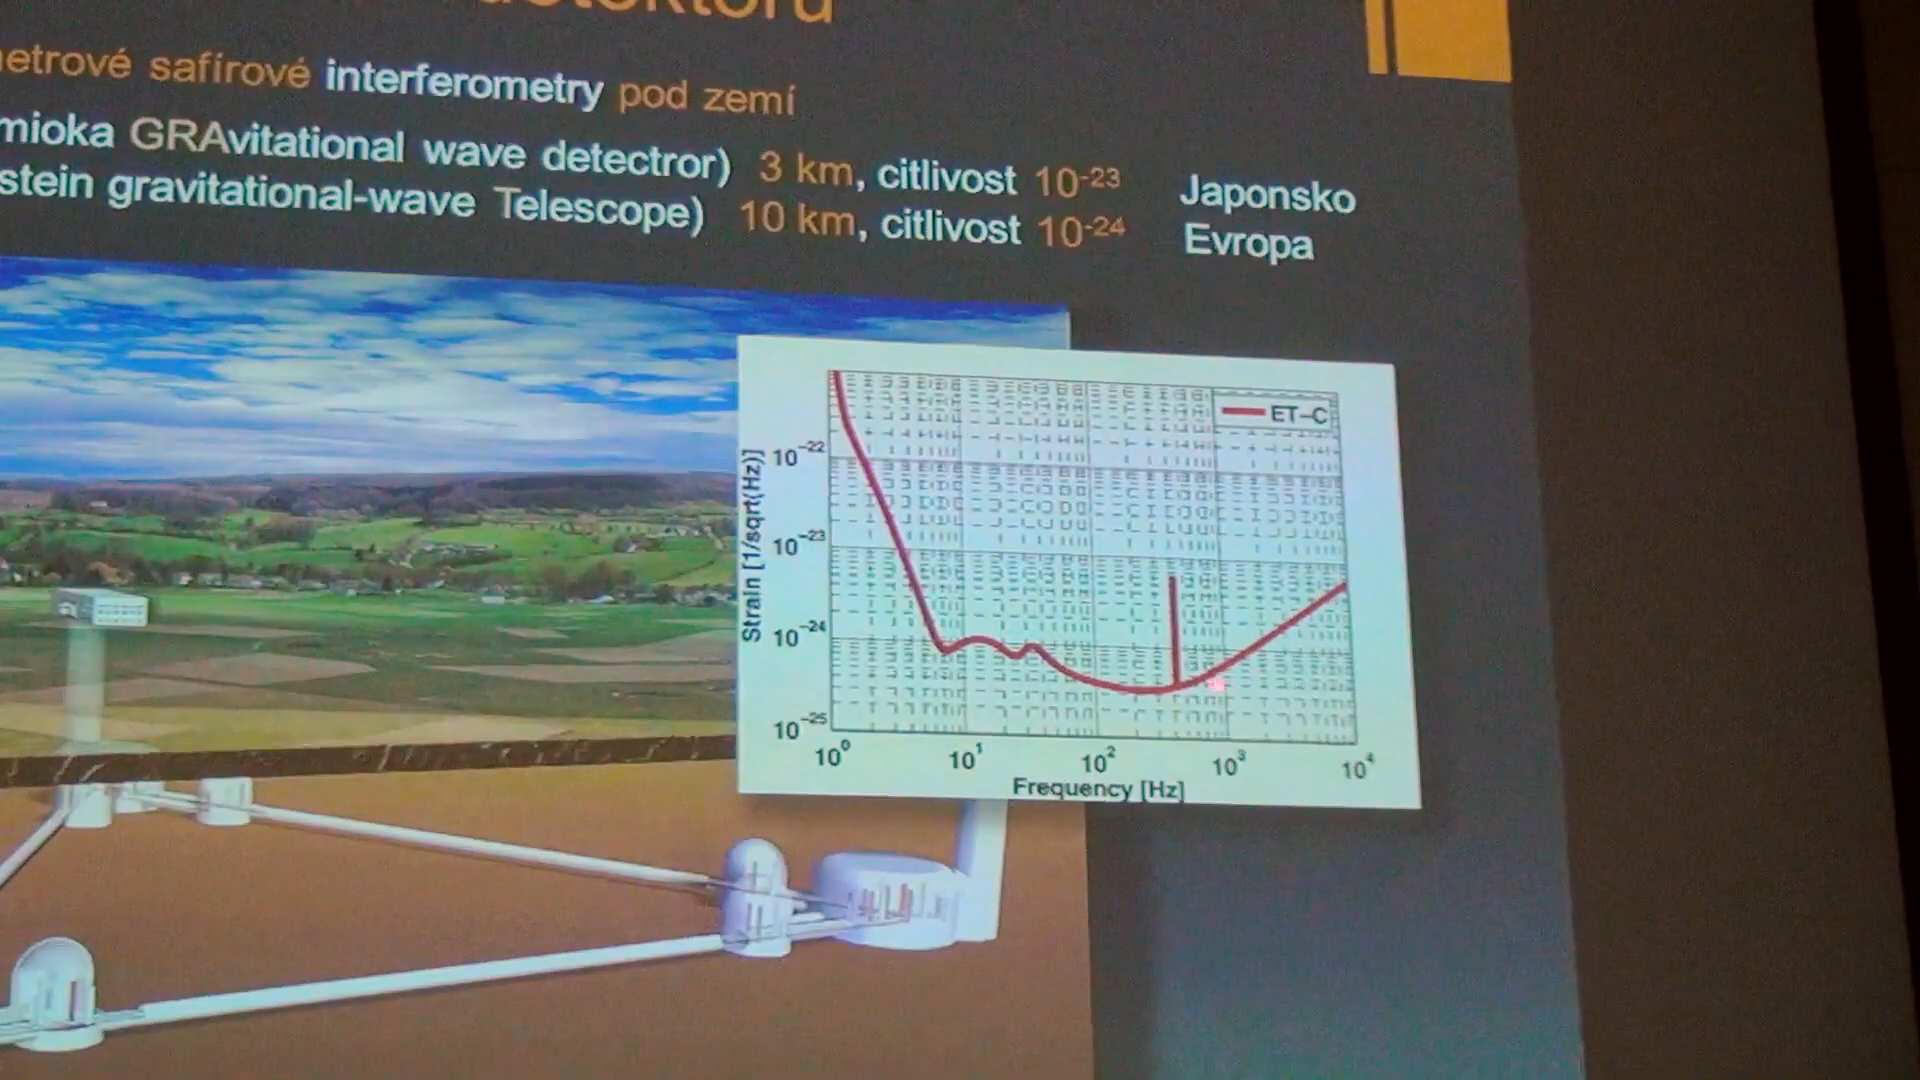 detektorů
metrové safírové interferometry pod zemí
mioka GRAvitational wave detectror) 3 km, citlivost 10⁻²³ Japonsko
stein gravitational-wave Telescope) 10 km, citlivost 10⁻²⁴ Evropa
ET–C
Strain [1/sqrt(Hz)]
10⁻²²
10⁻²³
10⁻²⁴
10⁻²⁵
10⁰ 10¹ 10² 10³ 10⁴
Frequency [Hz]